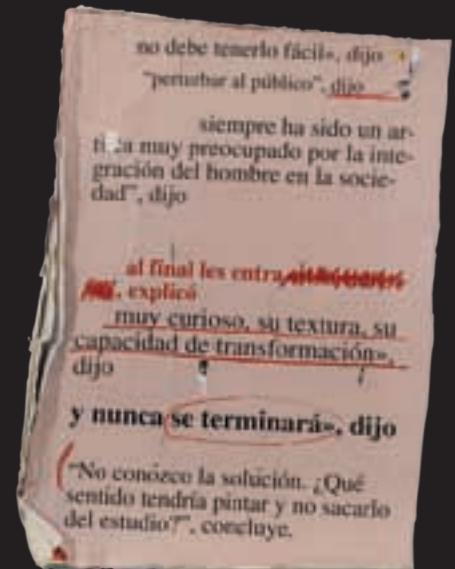 no debe tenerlo fácil», dijo
"perturbar al público", dijo
siempre ha sido un ar-
tista muy preocupado por la inte-
gración del hombre en la socie-
dad", dijo
al final les entra
, explicó
muy curioso, su textura, su
capacidad de transformación»,
dijo
y nunca se terminará», dijo
"No conozco la solución. ¿Qué
sentido tendría pintar y no sacarlo
del estudio?", concluye.